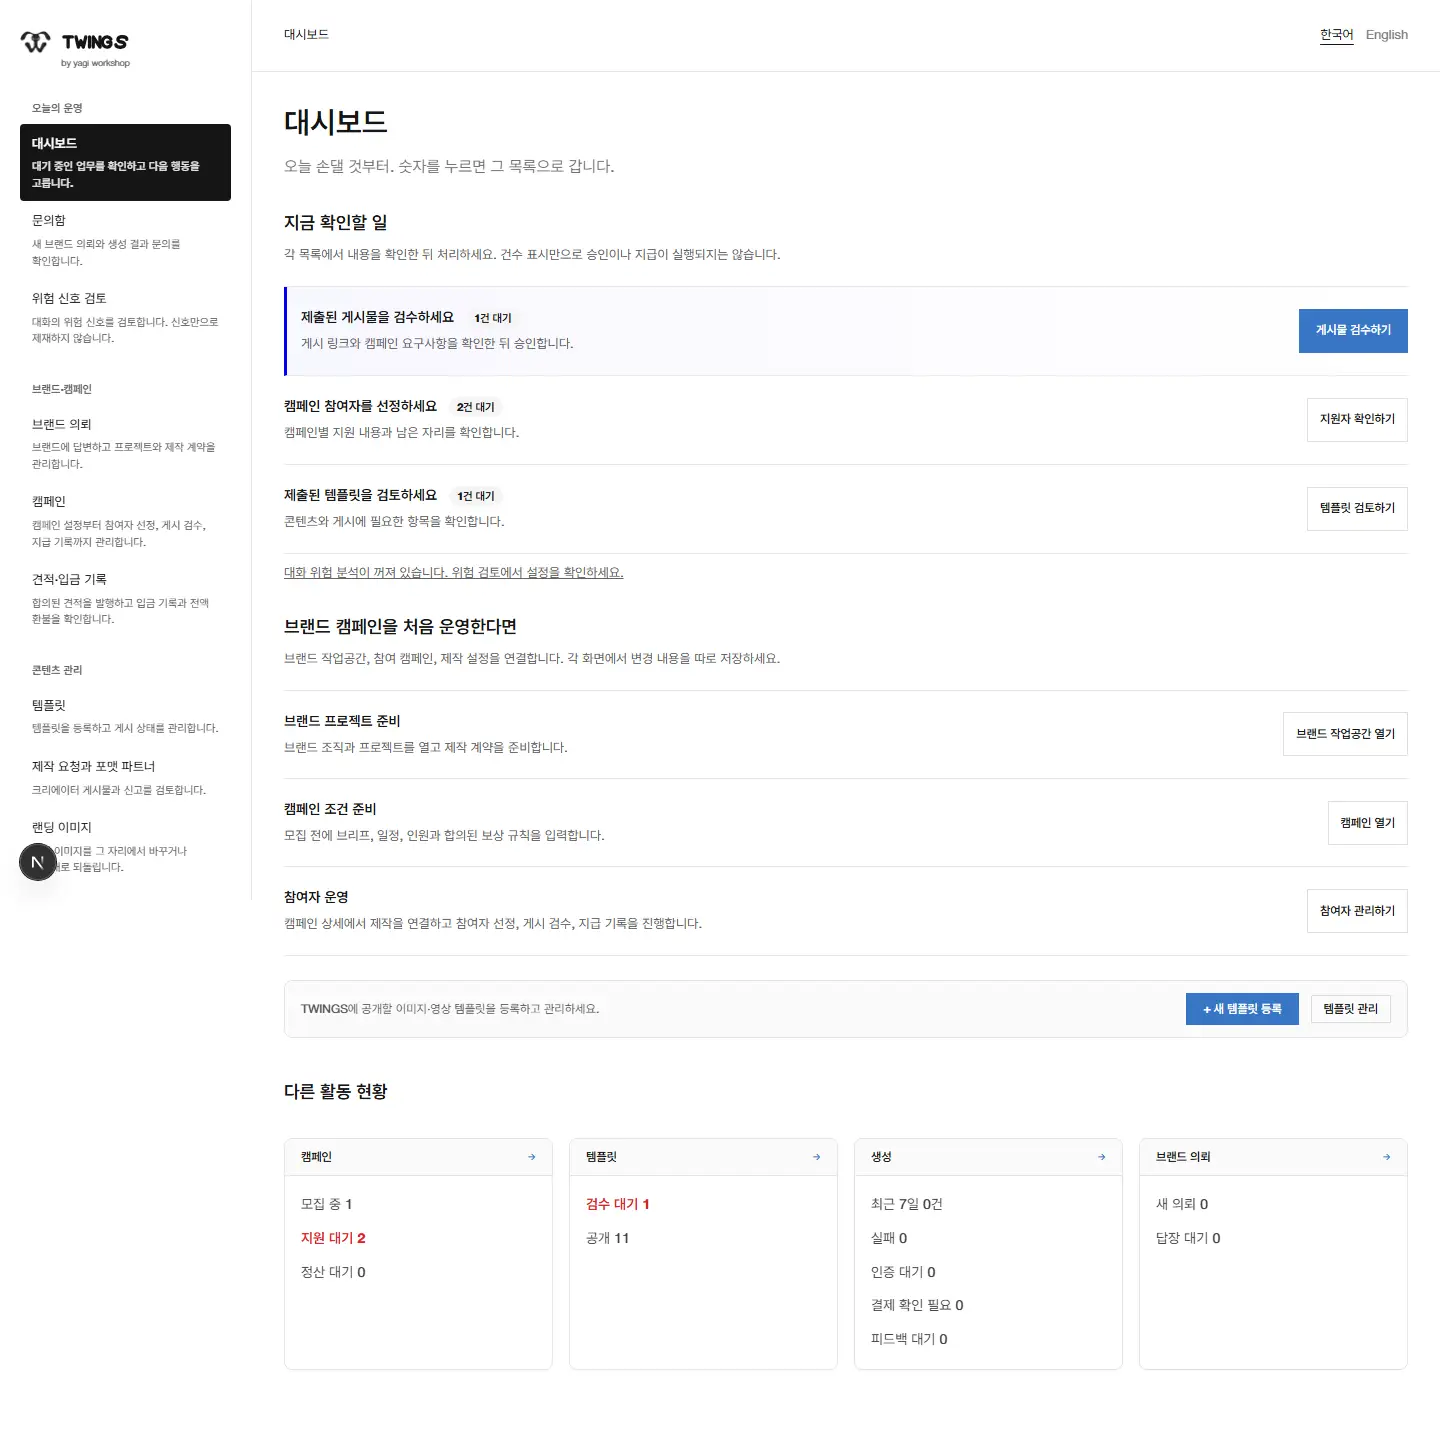 TWINGS
by yagi workshop
오늘의 운영
대시보드
대기 중인 업무를 확인하고 다음 행동을
고릅니다.
문의함
새 브랜드 의뢰와 생성 결과 문의를
확인합니다.
위험 신호 검토
대화의 위험 신호를 검토합니다. 신호만으로
제재하지 않습니다.
브랜드·캠페인
브랜드 의뢰
브랜드에 답변하고 프로젝트와 제작 계약을
관리합니다.
캠페인
캠페인 설정부터 참여자 선정, 게시 검수,
지급 기록까지 관리합니다.
견적·입금 기록
합의된 견적을 발행하고 입금 기록과 전액
환불을 확인합니다.
콘텐츠 관리
템플릿
템플릿을 등록하고 게시 상태를 관리합니다.
제작 요청과 포맷 파트너
크리에이터 게시물과 신고를 검토합니다.
랜딩 이미지
이미지를 그 자리에서 바꾸거나
되돌립니다.
N
대시보드
한국어 English
대시보드
오늘 손댈 것부터. 숫자를 누르면 그 목록으로 갑니다.
지금 확인할 일
각 목록에서 내용을 확인한 뒤 처리하세요. 건수 표시만으로 승인이나 지급이 실행되지는 않습니다.
제출된 게시물을 검수하세요 1건 대기
게시 링크와 캠페인 요구사항을 확인한 뒤 승인합니다.
게시물 검수하기
캠페인 참여자를 선정하세요 2건 대기
캠페인별 지원 내용과 남은 자리를 확인합니다.
지원자 확인하기
제출된 템플릿을 검토하세요 1건 대기
콘텐츠와 게시에 필요한 항목을 확인합니다.
템플릿 검토하기
대화 위험 분석이 꺼져 있습니다. 위험 검토에서 설정을 확인하세요.
브랜드 캠페인을 처음 운영한다면
브랜드 작업공간, 참여 캠페인, 제작 설정을 연결합니다. 각 화면에서 변경 내용을 따로 저장하세요.
브랜드 프로젝트 준비
브랜드 조직과 프로젝트를 열고 제작 계약을 준비합니다.
브랜드 작업공간 열기
캠페인 조건 준비
모집 전에 브리프, 일정, 인원과 합의된 보상 규칙을 입력합니다.
캠페인 열기
참여자 운영
캠페인 상세에서 제작을 연결하고 참여자 선정, 게시 검수, 지급 기록을 진행합니다.
참여자 관리하기
TWINGS에 공개할 이미지·영상 템플릿을 등록하고 관리하세요.
+ 새 템플릿 등록
템플릿 관리
다른 활동 현황
캠페인 →
모집 중 1
지원 대기 2
정산 대기 0
템플릿 →
검수 대기 1
공개 11
생성 →
최근 7일 0건
실패 0
인증 대기 0
결제 확인 필요 0
피드백 대기 0
브랜드 의뢰 →
새 의뢰 0
답장 대기 0